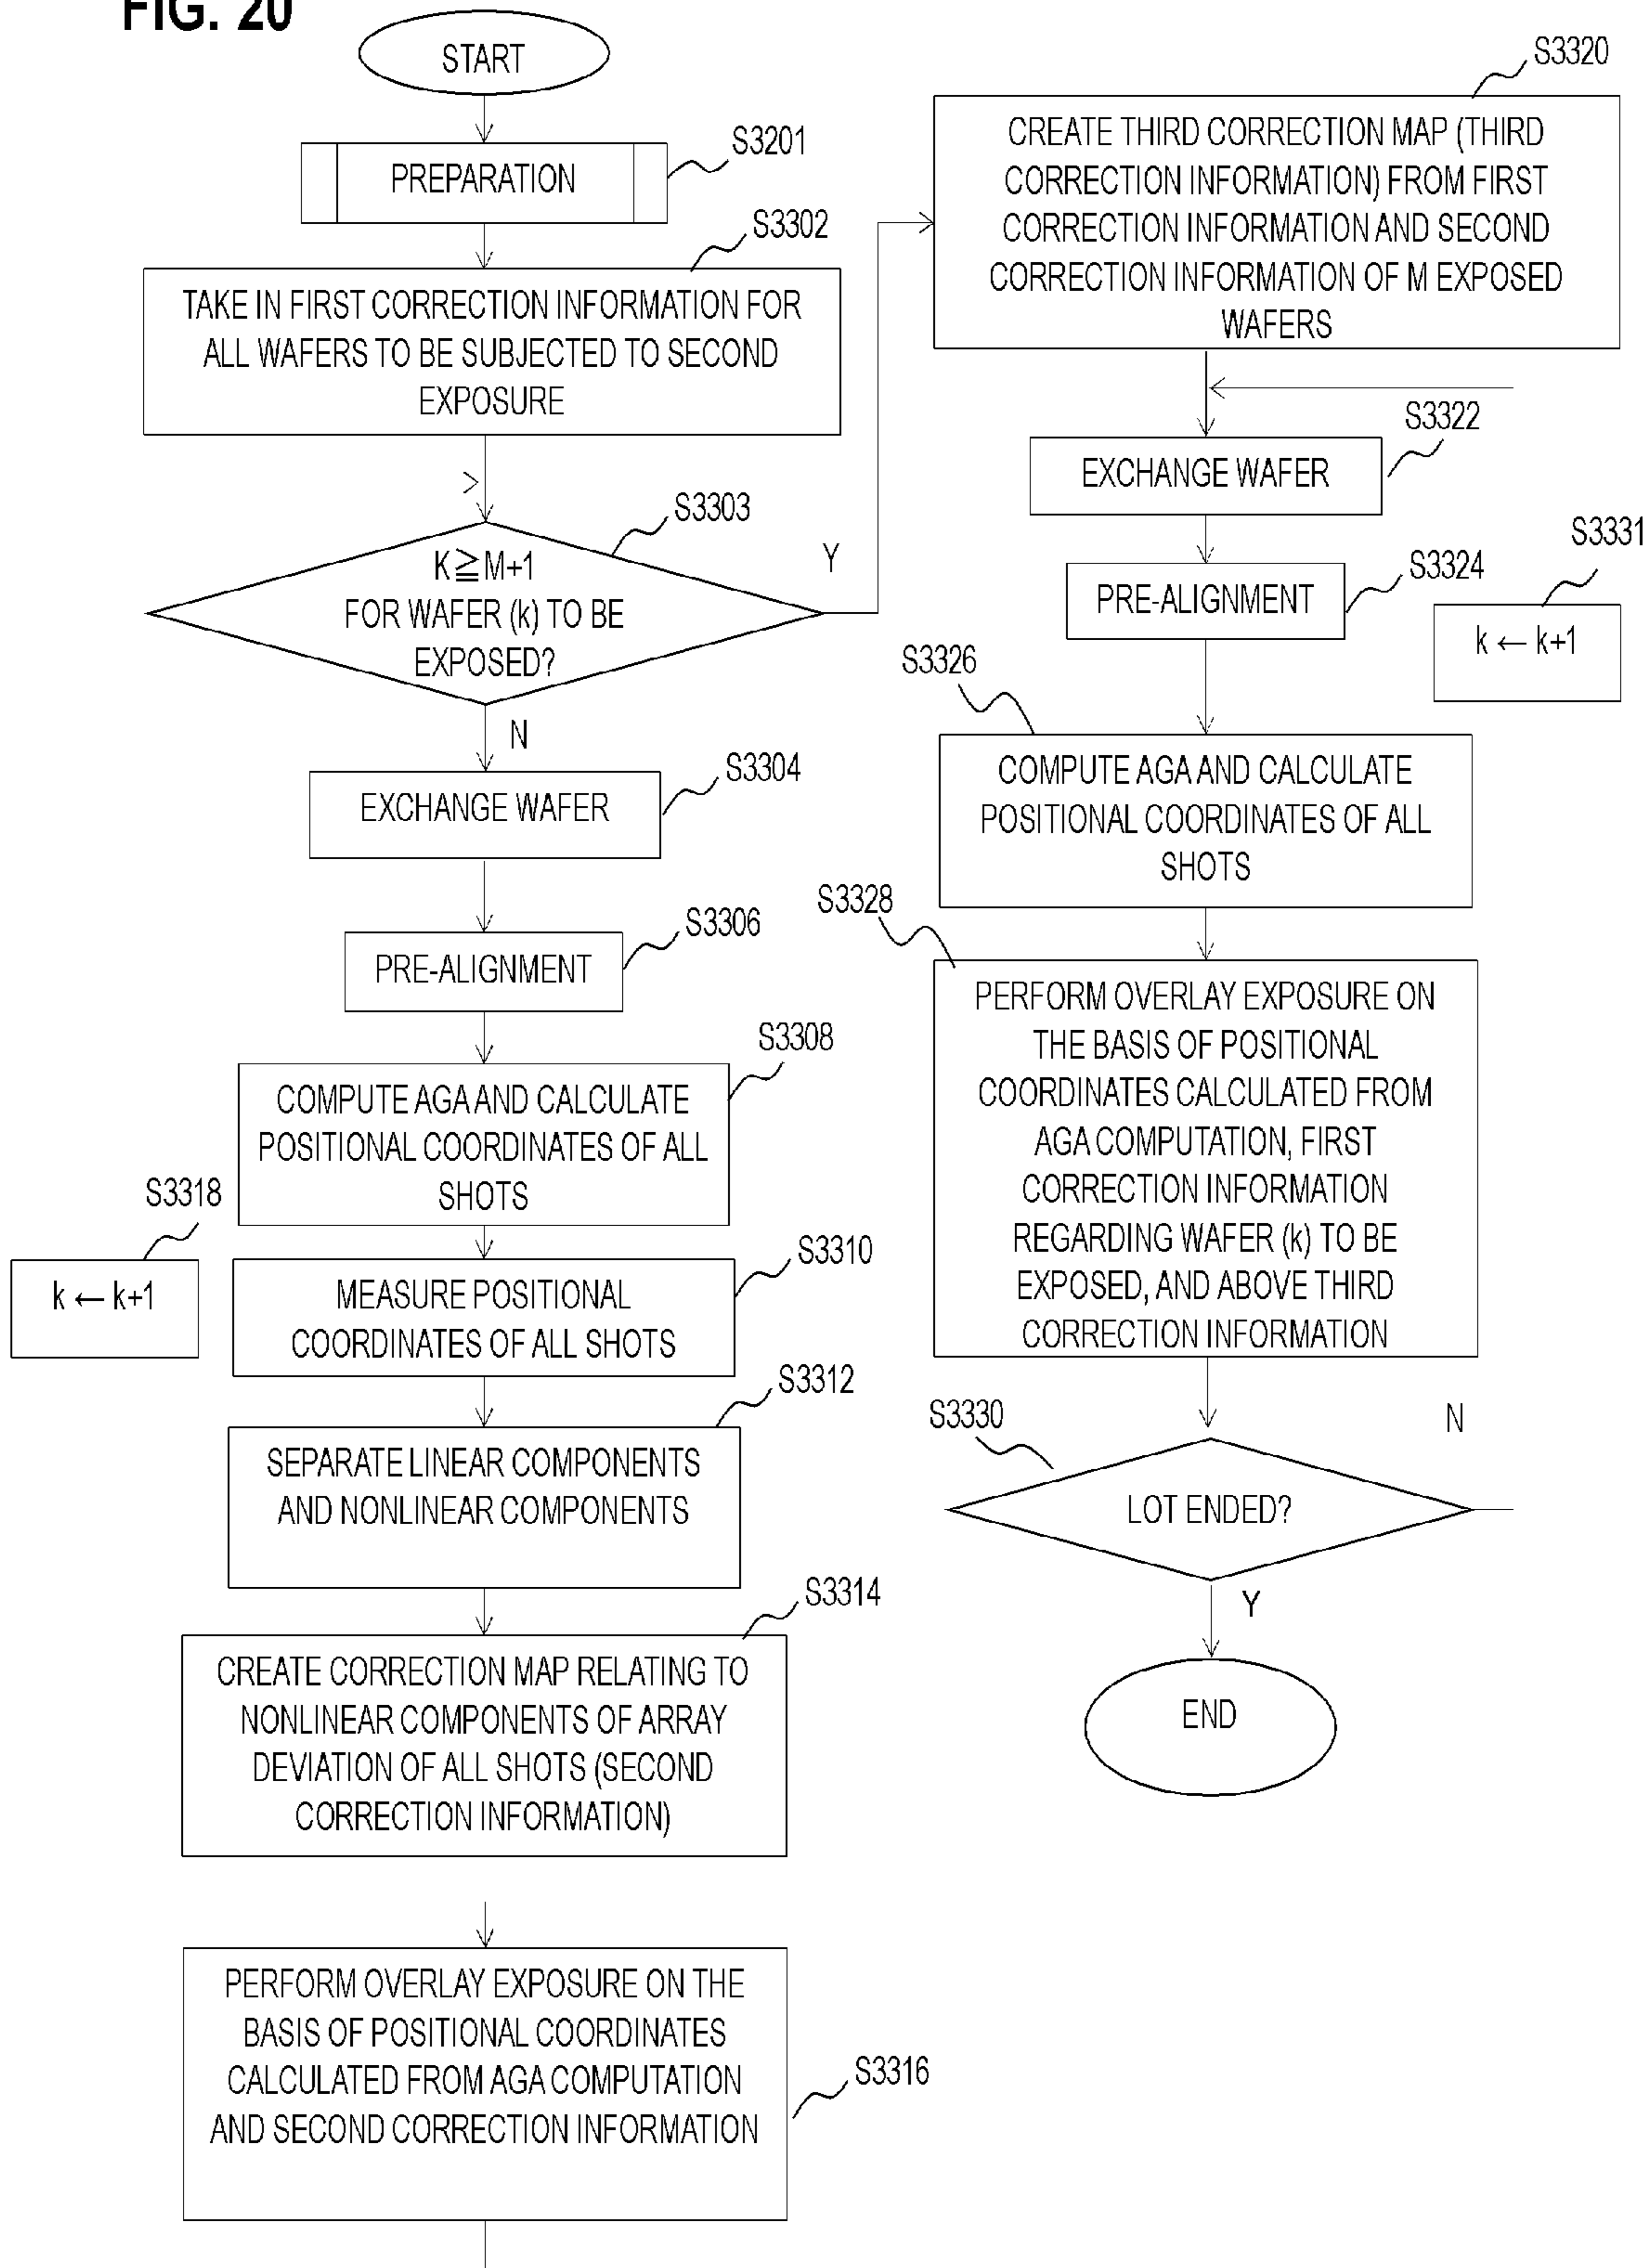 FIG. 20
START
PREPARATION
S3201
TAKE IN FIRST CORRECTION INFORMATION FOR
ALL WAFERS TO BE SUBJECTED TO SECOND
EXPOSURE
S3302
K≧M+1
FOR WAFER (k) TO BE
EXPOSED?
S3303
Y
N
EXCHANGE WAFER
S3304
PRE-ALIGNMENT
S3306
COMPUTE AGA AND CALCULATE
POSITIONAL COORDINATES OF ALL
SHOTS
S3308
S3318
k ← k+1
MEASURE POSITIONAL
COORDINATES OF ALL SHOTS
S3310
SEPARATE LINEAR COMPONENTS
AND NONLINEAR COMPONENTS
S3312
CREATE CORRECTION MAP RELATING TO
NONLINEAR COMPONENTS OF ARRAY
DEVIATION OF ALL SHOTS (SECOND
CORRECTION INFORMATION)
S3314
PERFORM OVERLAY EXPOSURE ON THE
BASIS OF POSITIONAL COORDINATES
CALCULATED FROM AGA COMPUTATION
AND SECOND CORRECTION INFORMATION
S3316
S3320
CREATE THIRD CORRECTION MAP (THIRD
CORRECTION INFORMATION) FROM FIRST
CORRECTION INFORMATION AND SECOND
CORRECTION INFORMATION OF M EXPOSED
WAFERS
EXCHANGE WAFER
S3322
PRE-ALIGNMENT
S3324
S3331
k ← k+1
S3326
COMPUTE AGA AND CALCULATE
POSITIONAL COORDINATES OF ALL
SHOTS
S3328
PERFORM OVERLAY EXPOSURE ON
THE BASIS OF POSITIONAL
COORDINATES CALCULATED FROM
AGA COMPUTATION, FIRST
CORRECTION INFORMATION
REGARDING WAFER (k) TO BE
EXPOSED, AND ABOVE THIRD
CORRECTION INFORMATION
S3330
LOT ENDED?
N
Y
END